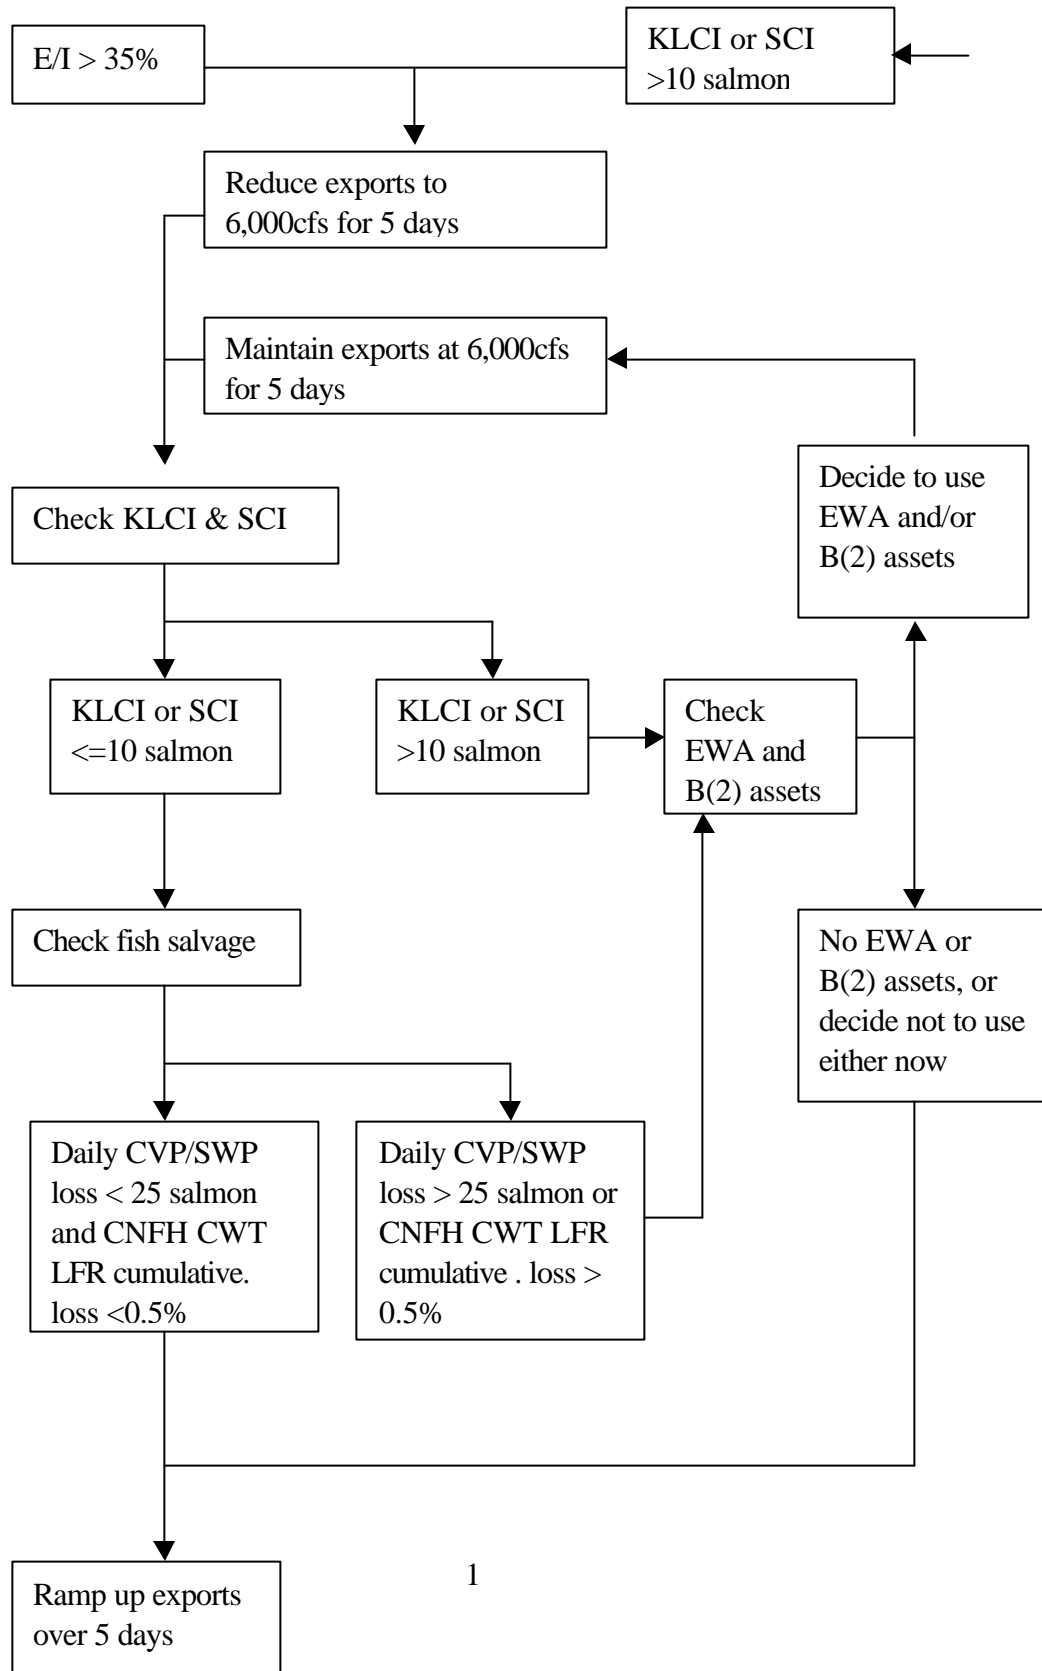 E/I > 35%
KLCI or SCI
>10 salmon
Reduce exports to
6,000cfs for 5 days
Maintain exports at 6,000cfs
for 5 days
Check KLCI & SCI
Decide to use
EWA and/or
B(2) assets
KLCI or SCI
<=10 salmon
KLCI or SCI
>10 salmon
Check
EWA and
B(2) assets
Check fish salvage
No EWA or
B(2) assets, or
decide not to use
either now
Daily CVP/SWP
loss < 25 salmon
and CNFH CWT
LFR cumulative.
loss <0.5%
Daily CVP/SWP
loss > 25 salmon or
CNFH CWT LFR
cumulative . loss >
0.5%
1
Ramp up exports
over 5 days